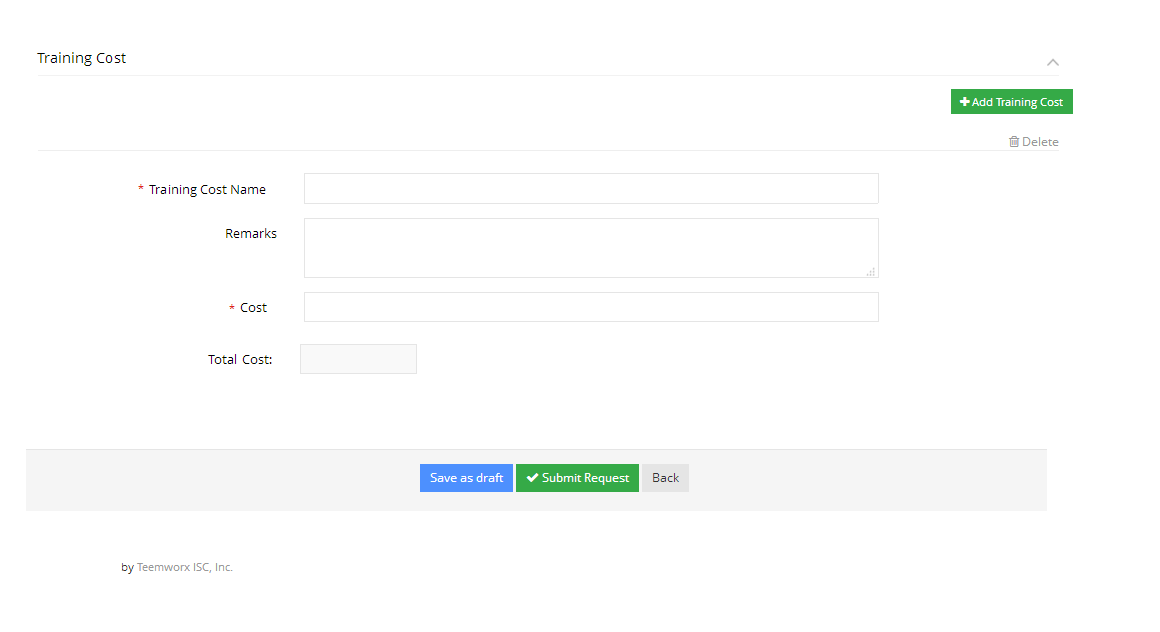 Training Cost
Add Training Cost
Delete
* Training Cost Name
Remarks
* Cost
Total Cost:
Save as draft Submit Request Back
by Teemworx ISC, Inc.